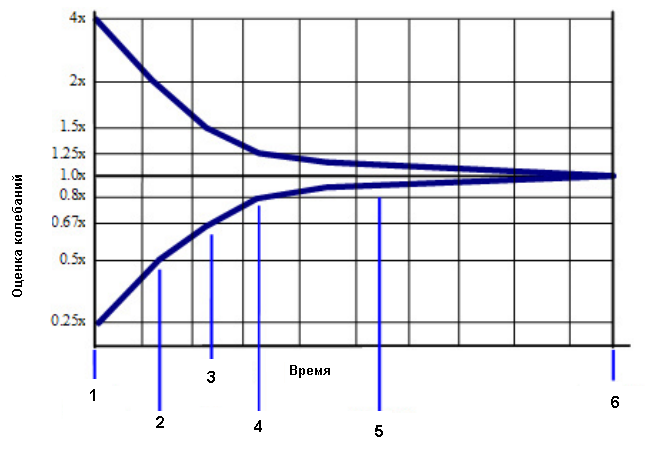 4x
2x
1.5x
1.25x
1.0x
0.8x
0.67x
0.5x
0.25x
Оценка колебаний
Время
1
2
3
4
5
6